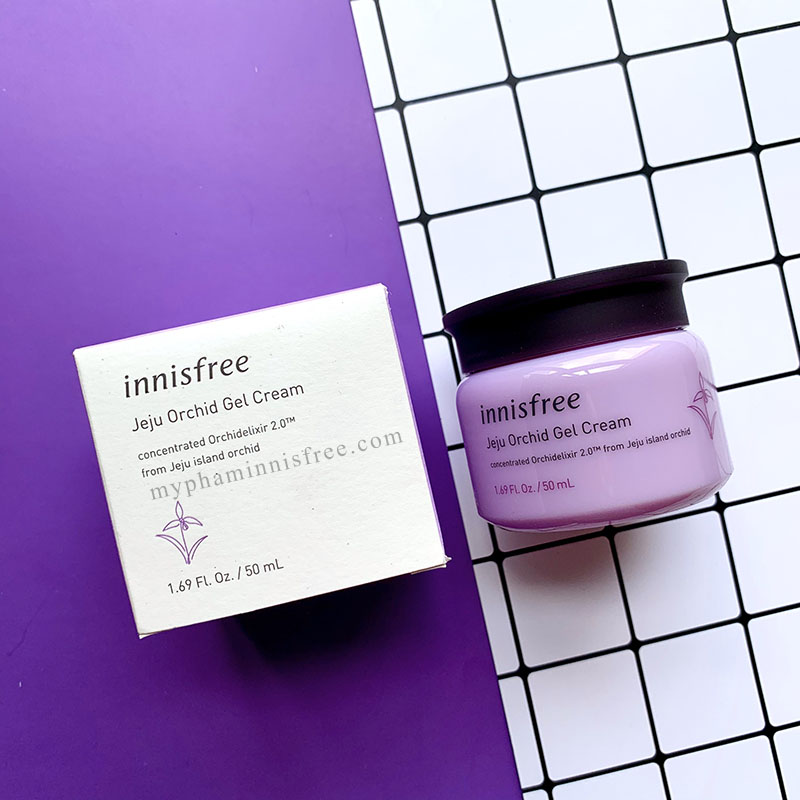 innisfree
Jeju Orchid Gel Cream
concentrated Orchidelixir 2.0™
from Jeju island orchid
myphaminnisfree.com
1.69 Fl. Oz. / 50 mL
innisfree
Jeju Orchid Gel Cream
concentrated Orchidelixir 2.0™ from Jeju island orchid
1.69 Fl. Oz. / 50 mL